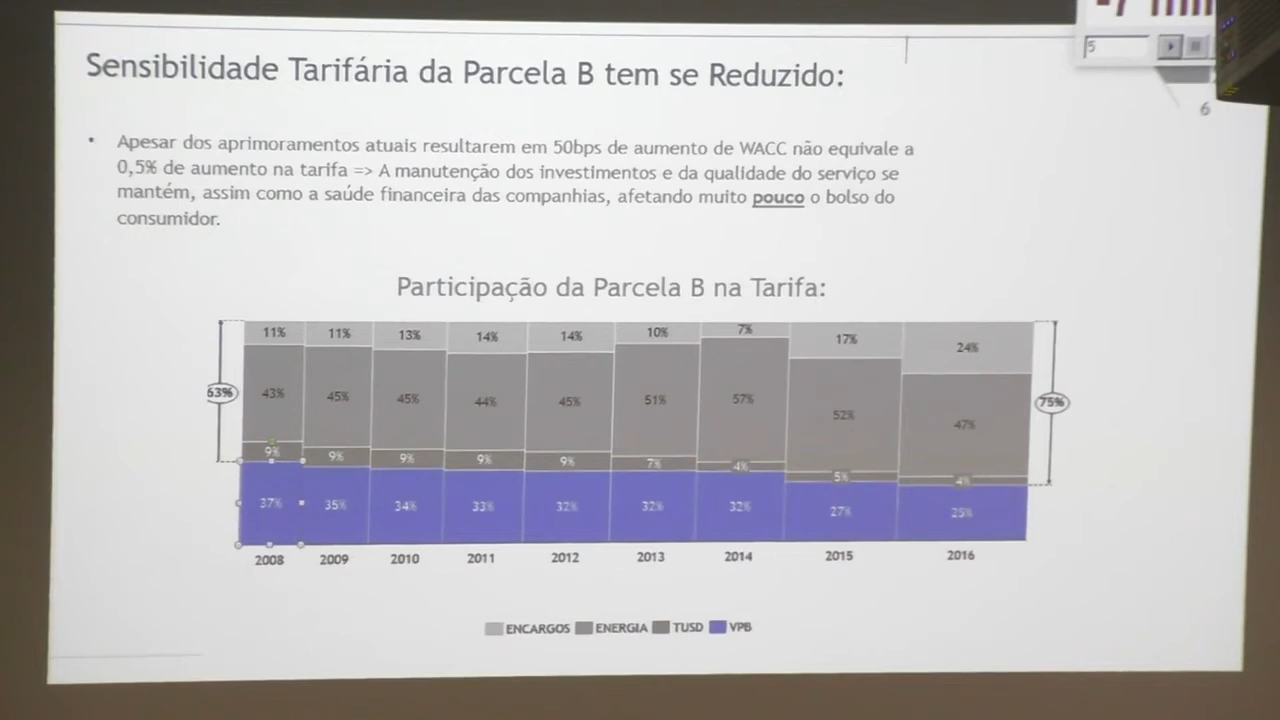 5
Sensibilidade Tarifária da Parcela B tem se Reduzido:
6
• Apesar dos aprimoramentos atuais resultarem em 50bps de aumento de WACC não equivale a
0,5% de aumento na tarifa => A manutenção dos investimentos e da qualidade do serviço se
mantém, assim como a saúde financeira das companhias, afetando muito pouco o bolso do
consumidor.
Participação da Parcela B na Tarifa:
11% 11% 13% 14% 14% 10% 7% 17% 24%
63% 43% 45% 45% 44% 45% 51% 57% 52% 47% 75%
9% 9% 9% 9% 9% 7% 4% 5% 4%
37% 35% 34% 33% 32% 32% 32% 27% 25%
2008 2009 2010 2011 2012 2013 2014 2015 2016
ENCARGOS ENERGIA TUSD VPB